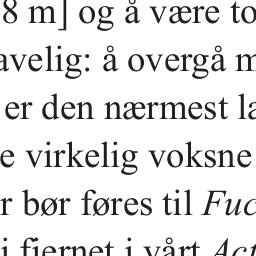 8 m] og å være to
avelig: å overgå m
er den nærmest la
e virkelig voksne
r bør føres til Fuc
i fjernet i vårt Act